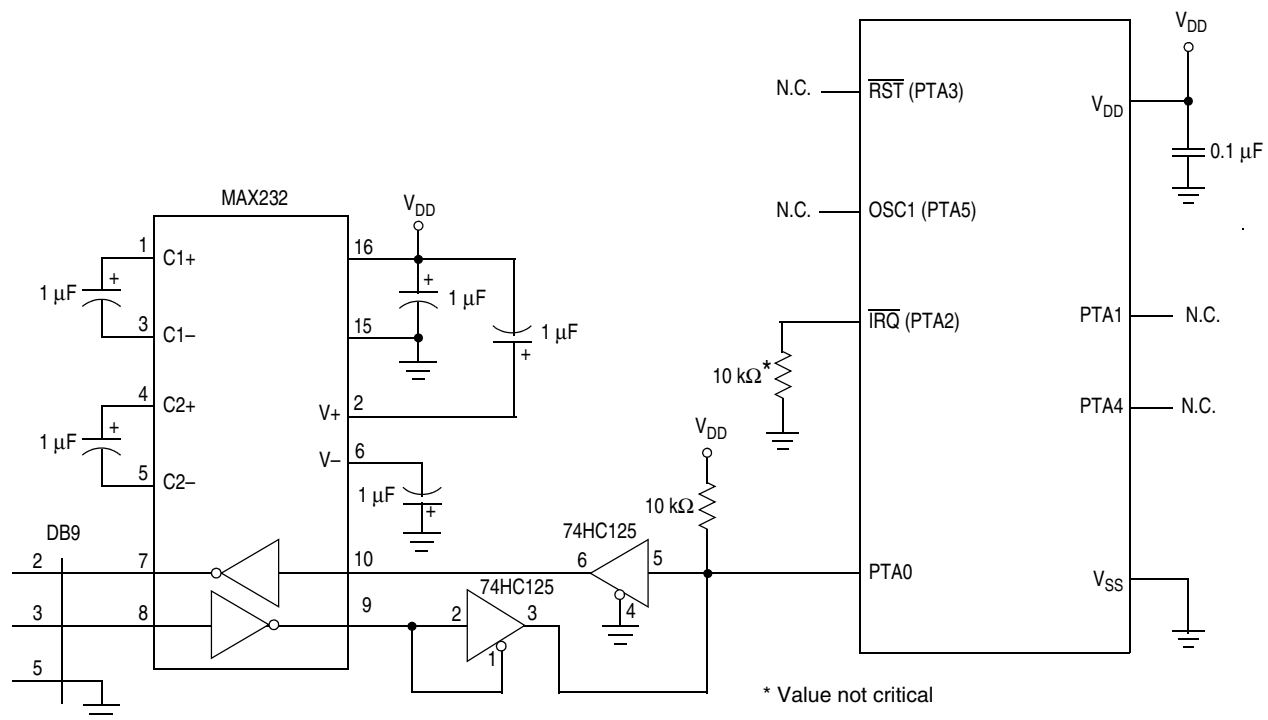 MAX232
V_DD
16
1
C1+
+
1 µF
+
1 µF
1 µF
+
3
C1–
15
4
C2+
+
1 µF
V+
2
5
C2–
V–
6
1 µF
+
DB9
2
7
10
3
8
9
5
74HC125
6
5
4
74HC125
2
3
1
V_DD
10 kΩ
N.C.
RST (PTA3)
N.C.
OSC1 (PTA5)
IRQ (PTA2)
10 kΩ*
PTA0
V_DD
V_DD
0.1 µF
PTA1
N.C.
PTA4
N.C.
V_SS
* Value not critical